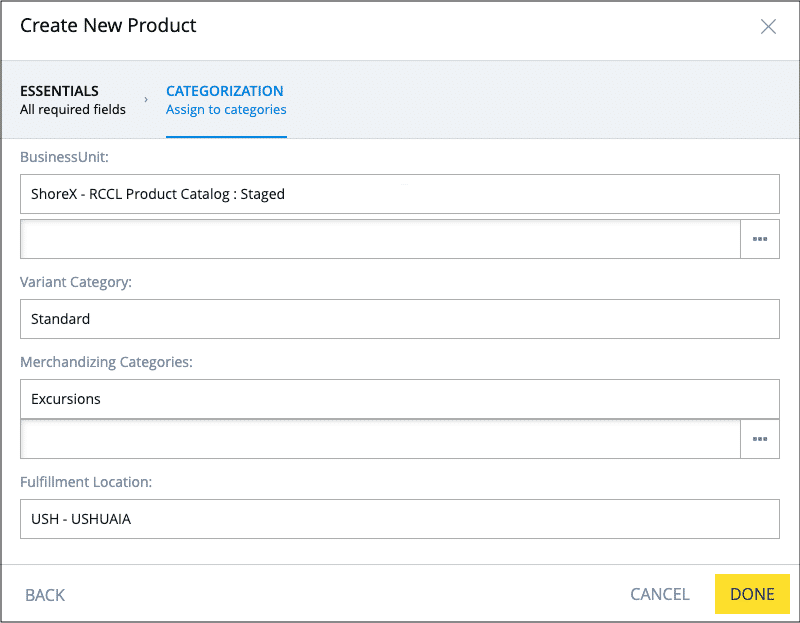 Create New Product
ESSENTIALS
All required fields
›
CATEGORIZATION
Assign to categories
BusinessUnit:
ShoreX - RCCL Product Catalog : Staged
Variant Category:
Standard
Merchandizing Categories:
Excursions
Fulfillment Location:
USH - USHUAIA
BACK
CANCEL
DONE